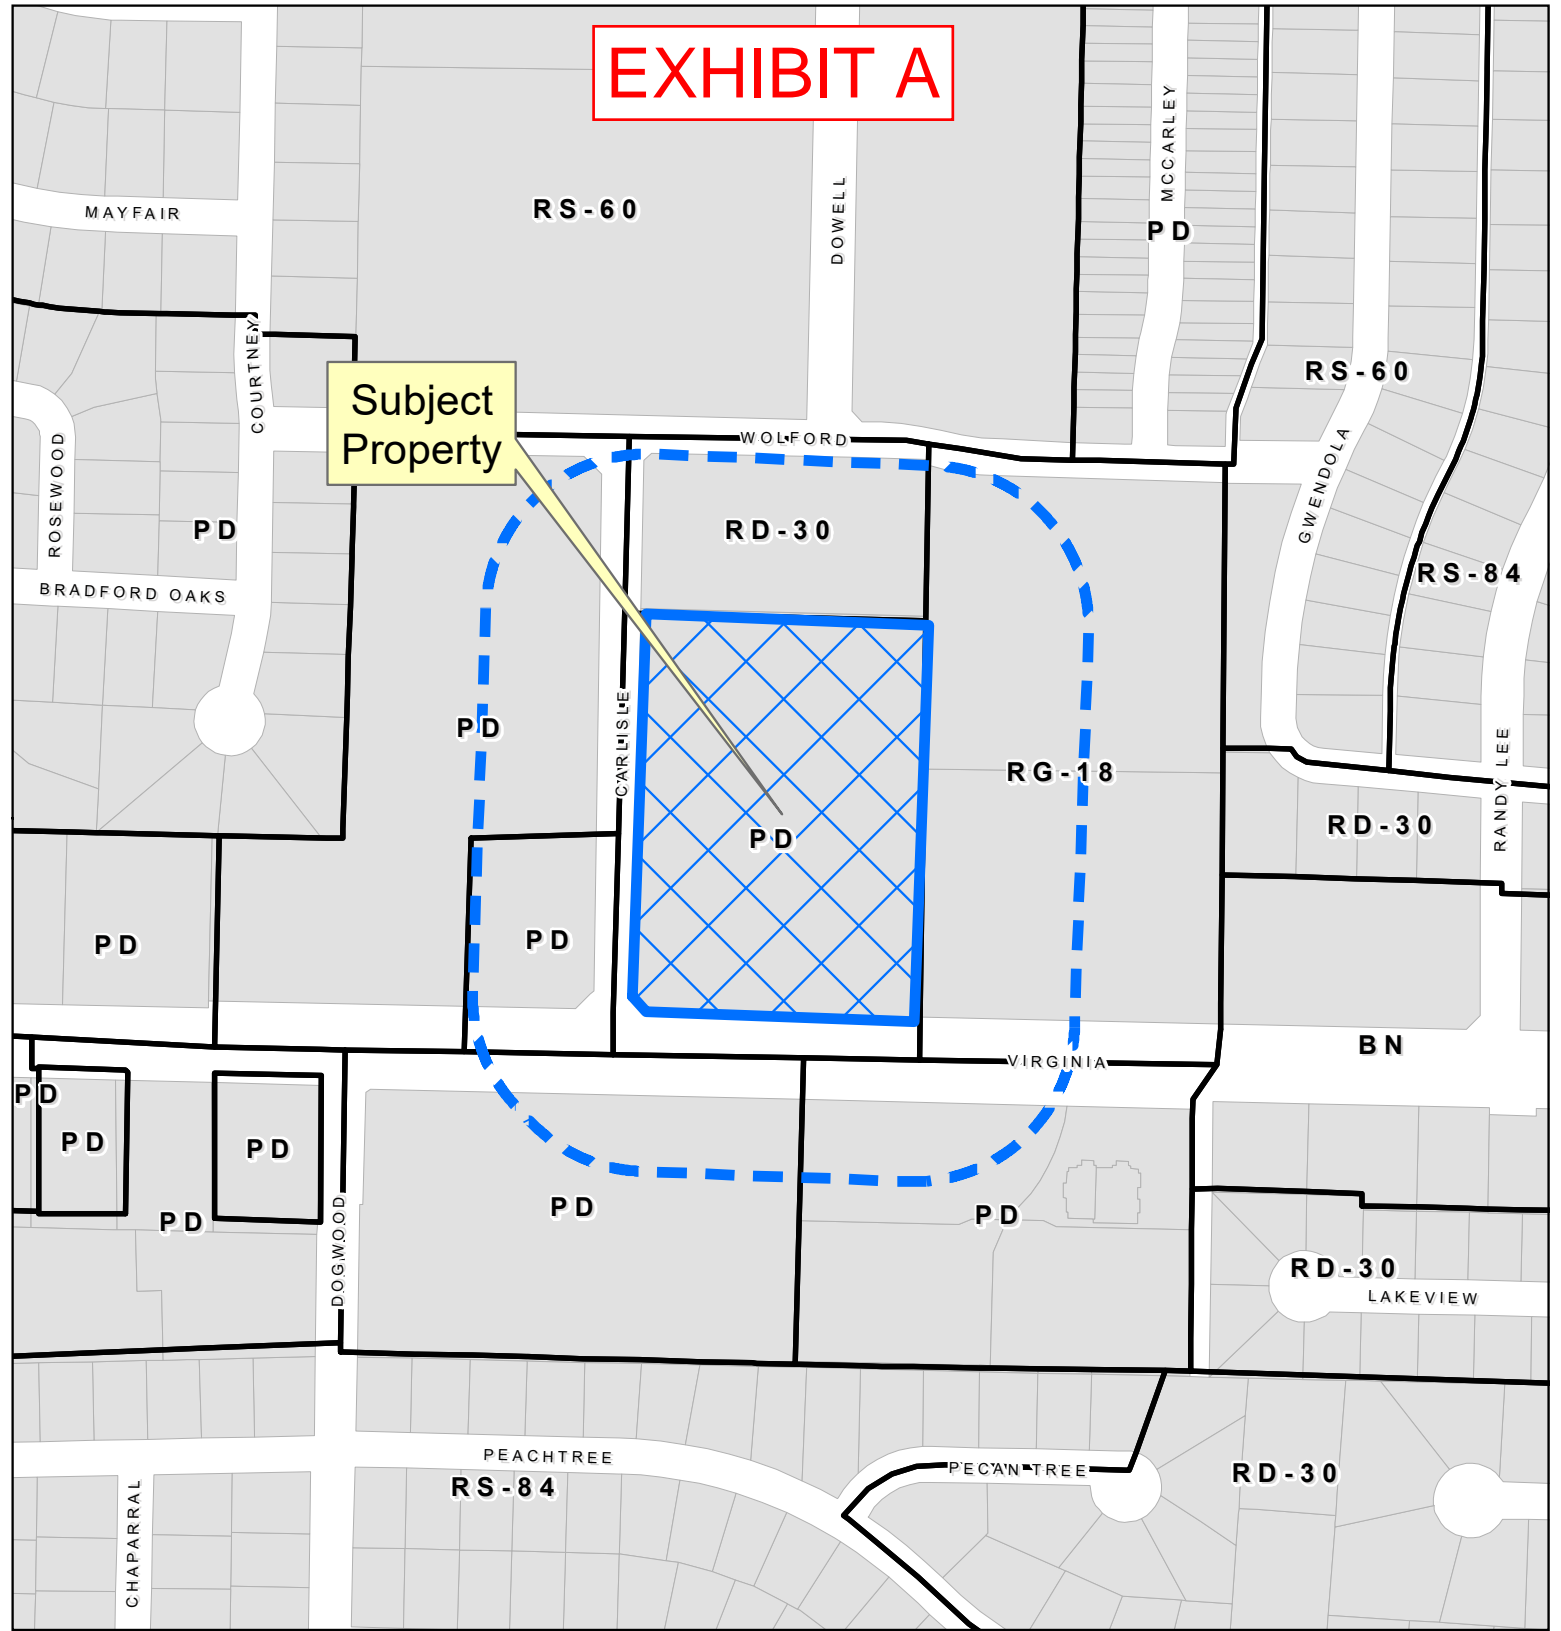 EXHIBIT A
MCCARLEY
MAYFAIR
RS-60
DOWELL
PD
COURTNEY
RS-60
Subject
Property
WOLFORD
ROSEWOOD
GWENDOLA
PD
RD-30
RS-84
BRADFORD OAKS
PD
CARLISLE
RG-18
RANDY LEE
RD-30
PD
PD
PD
BN
VIRGINIA
PD
PD
PD
PD
PD
PD
DOGWOOD
RD-30
LAKEVIEW
PEACHTREE
PECAN TREE
RD-30
RS-84
CHAPARRAL